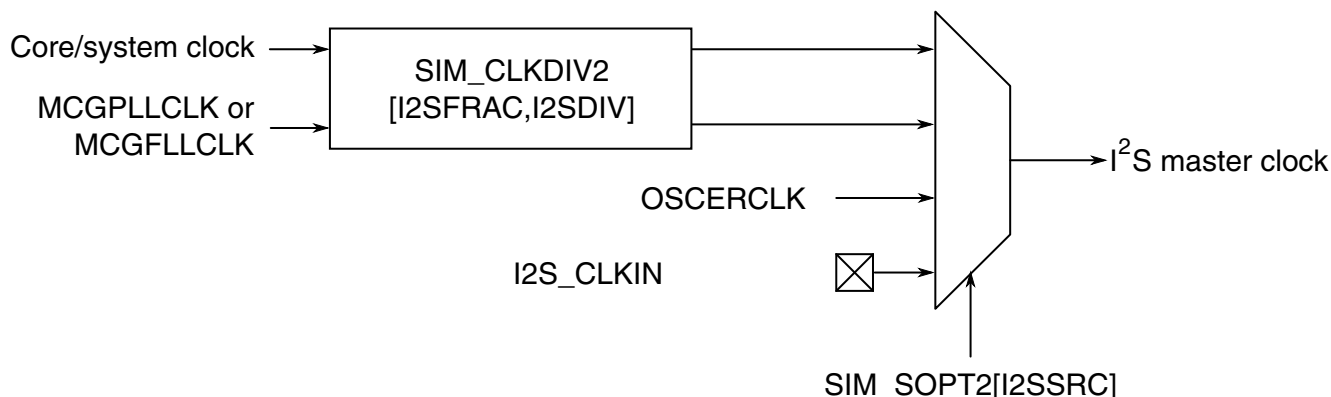 Core/system clock
SIM_CLKDIV2
[I2SFRAC,I2SDIV]
MCGPLLCLK or
MCGFLLCLK
I²S master clock
OSCERCLK
I2S_CLKIN
SIM_SOPT2[I2SSRC]